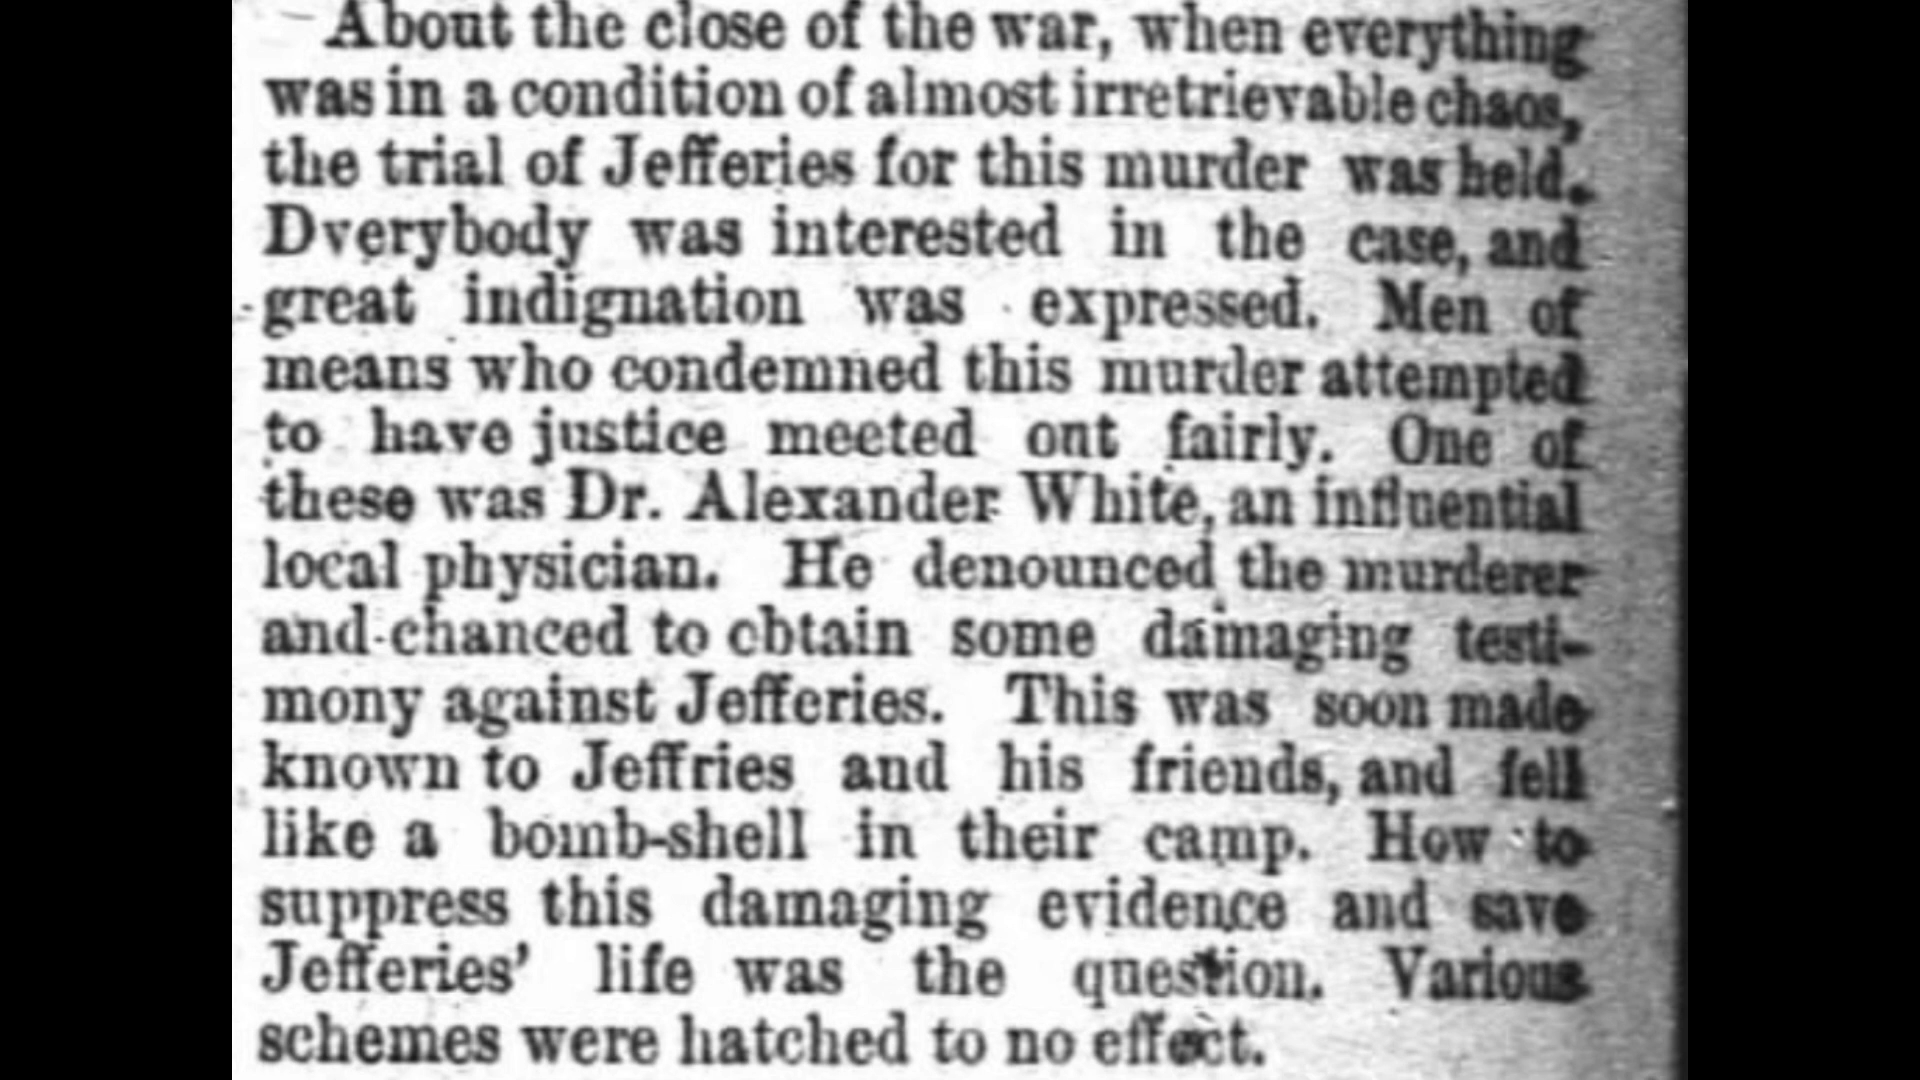 About the close of the war, when everything
was in a condition of almost irretrievable chaos,
the trial of Jefferies for this murder was held.
Dverybody was interested in the case, and
great indignation was expressed. Men of
means who condemned this murder attempted
to have justice meeted ont fairly. One of
these was Dr. Alexander White, an influential
local physician. He denounced the murderer
and chanced to cbtain some damaging testi-
mony against Jefferies. This was soon made
known to Jeffries and his friends, and fell
like a bomb-shell in their camp. How to
suppress this damaging evidence and save
Jefferies' life was the question. Various
schemes were hatched to no effect.